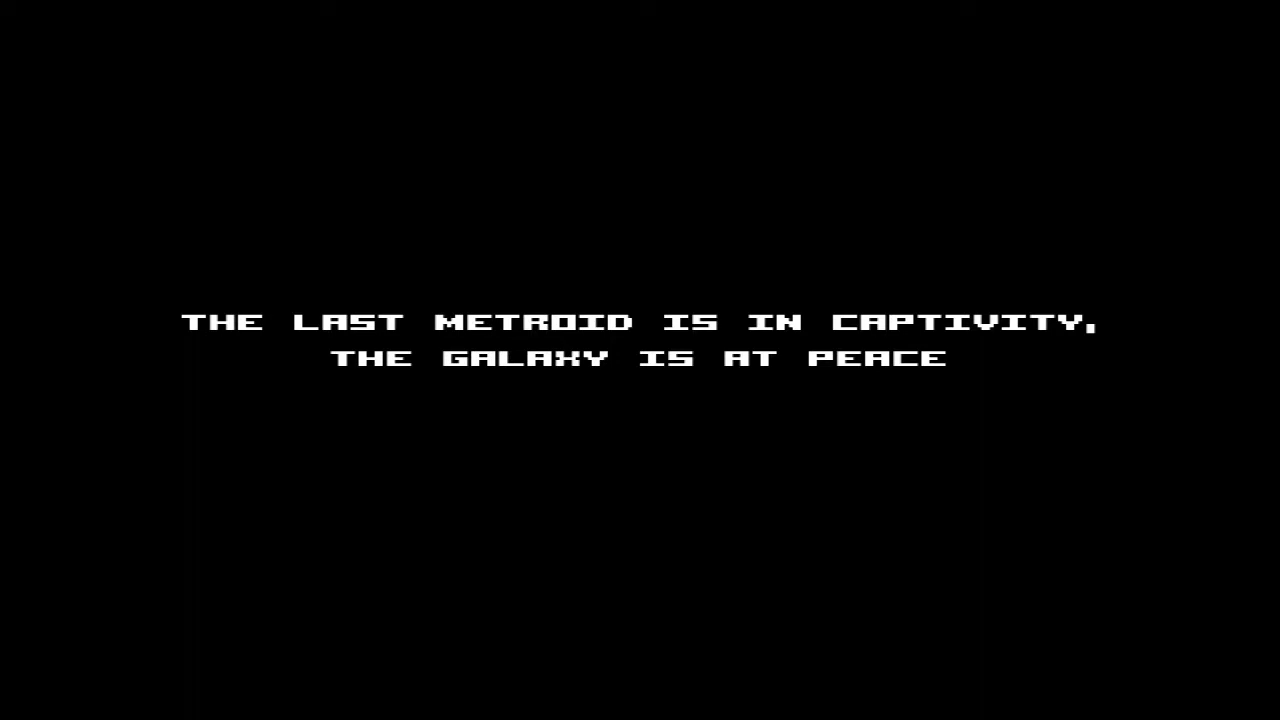 THE LAST METROID IS IN CAPTIVITY,
THE GALAXY IS AT PEACE